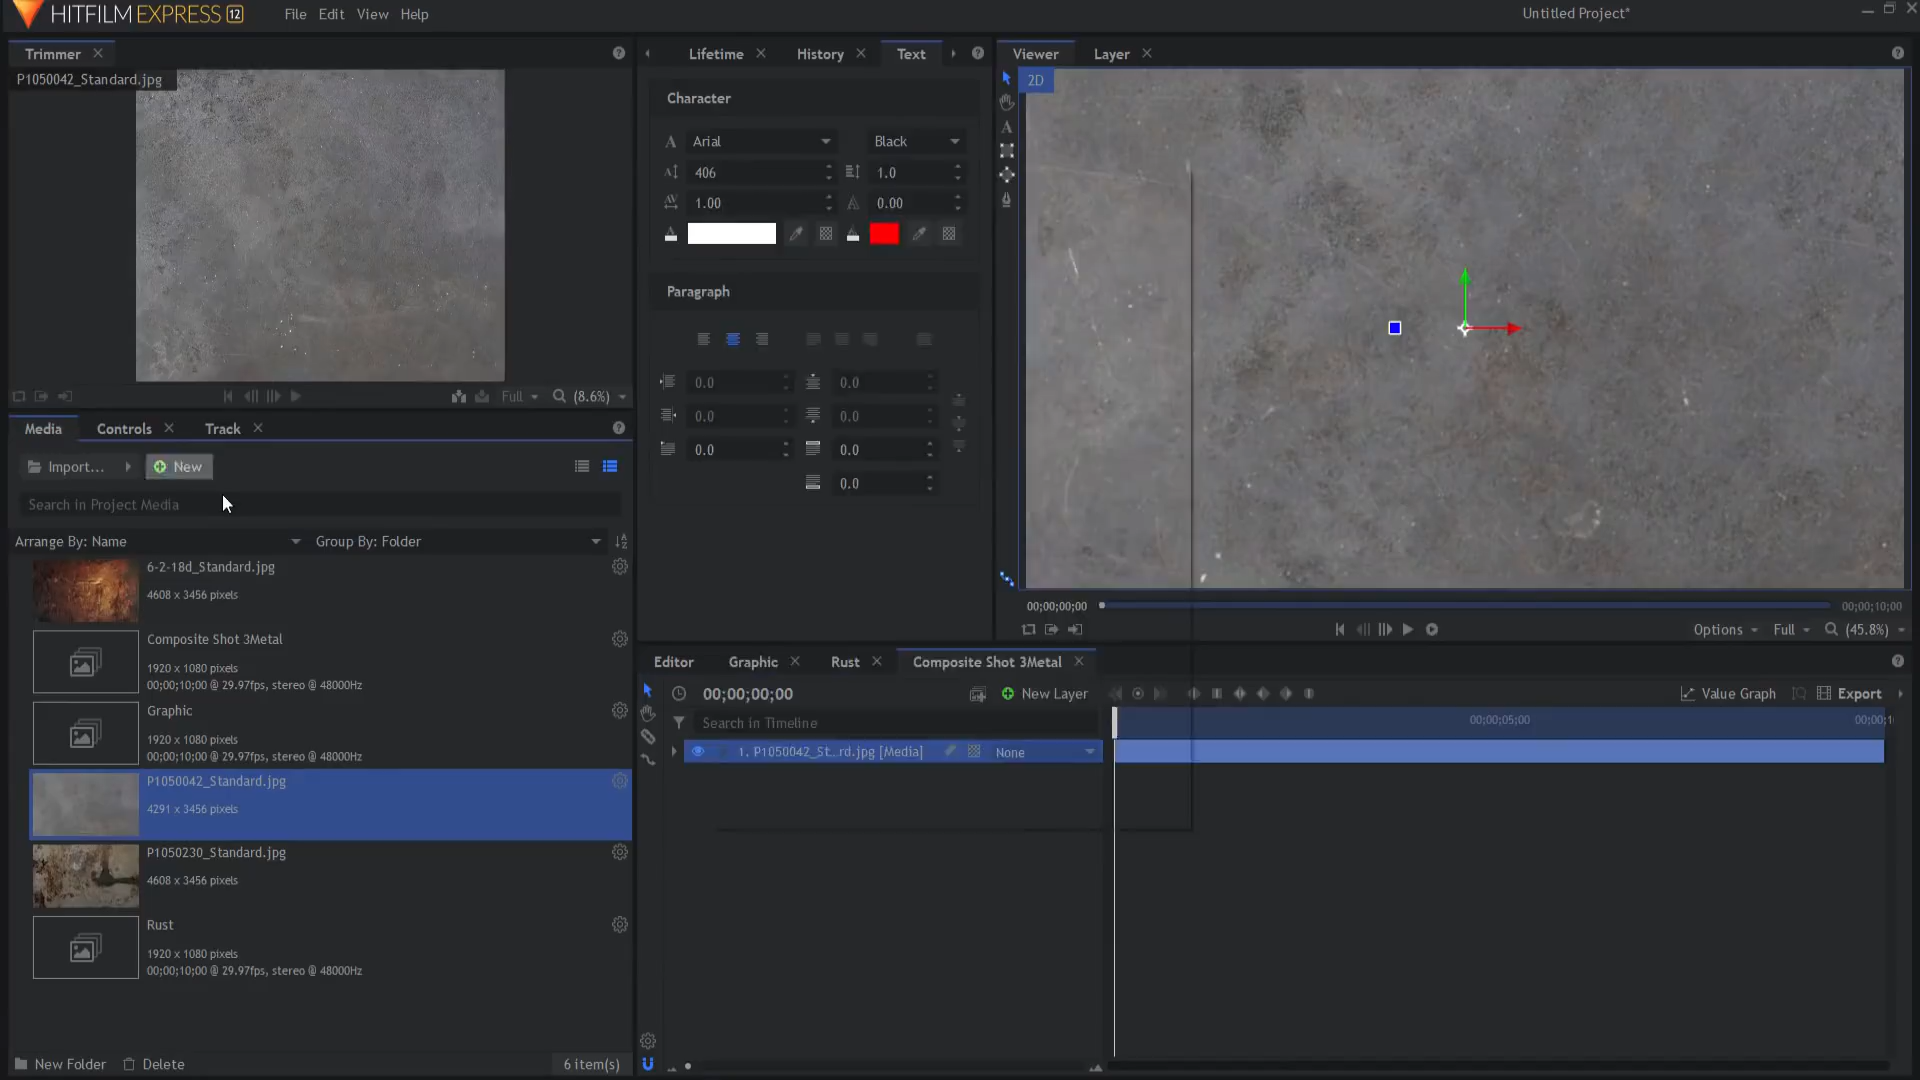 HITFILM EXPRESS 12
File Edit View Help
Untitled Project*
Trimmer
P1050042_Standard.jpg
Full (8.6%)
Lifetime History Text
Character
Arial Black
406 1.0
1.00 0.00
Paragraph
0.0 0.0
0.0 0.0
0.0 0.0
0.0
Viewer Layer
2D
00;00;00;00 00;00;10;00
Options Full (45.8%)
Media Controls Track
Import... New
Search in Project Media
Arrange By: Name Group By: Folder
6-2-18d_Standard.jpg
4608 x 3456 pixels
Composite Shot 3Metal
1920 x 1080 pixels
00;00;10;00 @ 29.97fps, stereo @ 48000Hz
Graphic
1920 x 1080 pixels
00;00;10;00 @ 29.97fps, stereo @ 48000Hz
P1050042_Standard.jpg
4291 x 3456 pixels
P1050230_Standard.jpg
4608 x 3456 pixels
Rust
1920 x 1080 pixels
00;00;10;00 @ 29.97fps, stereo @ 48000Hz
New Folder Delete 6 item(s)
Editor Graphic Rust Composite Shot 3Metal
00;00;00;00 New Layer Value Graph Export
Search in Timeline 00;00;05;00 00;00;1
1. P1050042_St...rd.jpg [Media] None